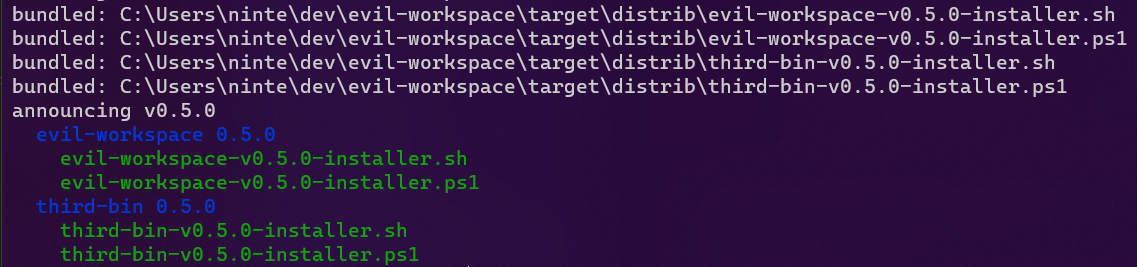 bundled: C:\Users\ninte\dev\evil-workspace\target\distrib\evil-workspace-v0.5.0-installer.sh
bundled: C:\Users\ninte\dev\evil-workspace\target\distrib\evil-workspace-v0.5.0-installer.ps1
bundled: C:\Users\ninte\dev\evil-workspace\target\distrib\third-bin-v0.5.0-installer.sh
bundled: C:\Users\ninte\dev\evil-workspace\target\distrib\third-bin-v0.5.0-installer.ps1
announcing v0.5.0
  evil-workspace 0.5.0
    evil-workspace-v0.5.0-installer.sh
    evil-workspace-v0.5.0-installer.ps1
  third-bin 0.5.0
    third-bin-v0.5.0-installer.sh
    third-bin-v0.5.0-installer.ps1